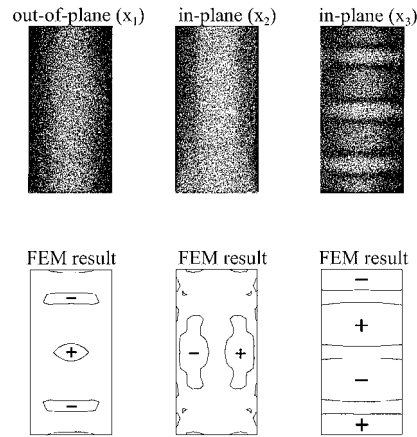 out-of-plane (x₁) in-plane (x₂) in-plane (x₃)
FEM result FEM result FEM result
− − −
+ − + +
− − +